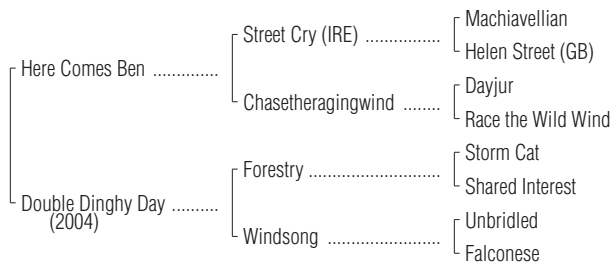 Machiavellian
Street Cry (IRE) ................
Helen Street (GB)
Here Comes Ben ..............
Dayjur
Chasetheragingwind ........
Race the Wild Wind
Storm Cat
Forestry ............................
Shared Interest
Double Dinghy Day ..........
(2004)
Unbridled
Windsong ........................
Falconese